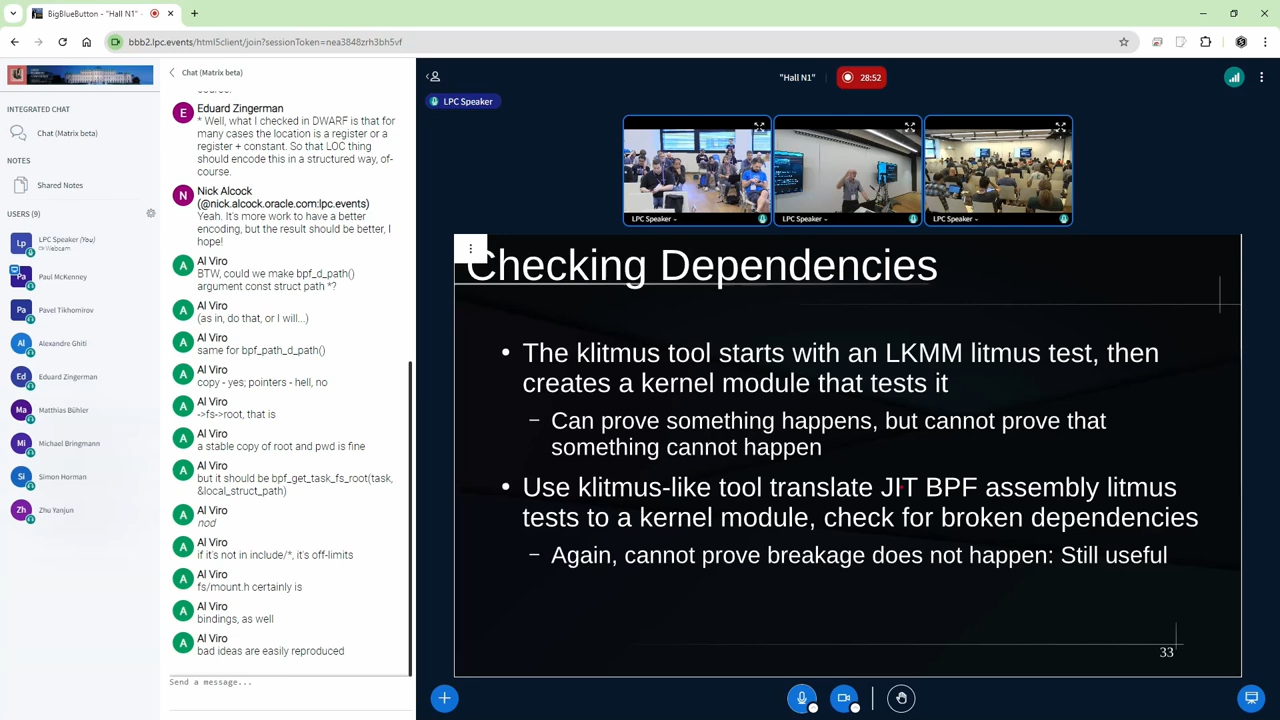 BigBlueButton - "Hall N1"
bbb2.lpc.events/html5client/join?sessionToken=nea3848zrh3bh5vf
INTEGRATED CHAT
Chat (Matrix beta)
NOTES
Shared Notes
USERS (9)
Lp
LPC Speaker (You)
Webcam
Pa
Paul McKenney
Pa
Pavel Tikhomirov
Al
Alexandre Ghiti
Ed
Eduard Zingerman
Ma
Matthias Bühler
Mi
Michael Bringmann
Si
Simon Horman
Zh
Zhu Yanjun
Chat (Matrix beta)
course.
E
Eduard Zingerman
* Well, what I checked in DWARF is that for
many cases the location is a register or a
register + constant. So that LOC thing
should encode this in a structured way, of-
course.
N
Nick Alcock
(@nick.alcock.oracle.com:lpc.events)
Yeah. It's more work to have a better
encoding, but the result should be better, I
hope!
A
Al Viro
BTW, could we make bpf_d_path()
argument const struct path *?
A
Al Viro
(as in, do that, or I will...)
A
Al Viro
same for bpf_path_d_path()
A
Al Viro
copy - yes; pointers - hell, no
A
Al Viro
->fs->root, that is
A
Al Viro
a stable copy of root and pwd is fine
A
Al Viro
but it should be bpf_get_task_fs_root(task,
&local_struct_path)
A
Al Viro
nod
A
Al Viro
if it's not in include/*, it's off-limits
A
Al Viro
fs/mount.h certainly is
A
Al Viro
bindings, as well
A
Al Viro
bad ideas are easily reproduced
Send a message...
"Hall N1"
28:52
LPC Speaker
LPC Speaker
LPC Speaker
LPC Speaker
Checking Dependencies
• The klitmus tool starts with an LKMM litmus test, then
creates a kernel module that tests it
– Can prove something happens, but cannot prove that
something cannot happen
• Use klitmus-like tool translate JIT BPF assembly litmus
tests to a kernel module, check for broken dependencies
– Again, cannot prove breakage does not happen: Still useful
33